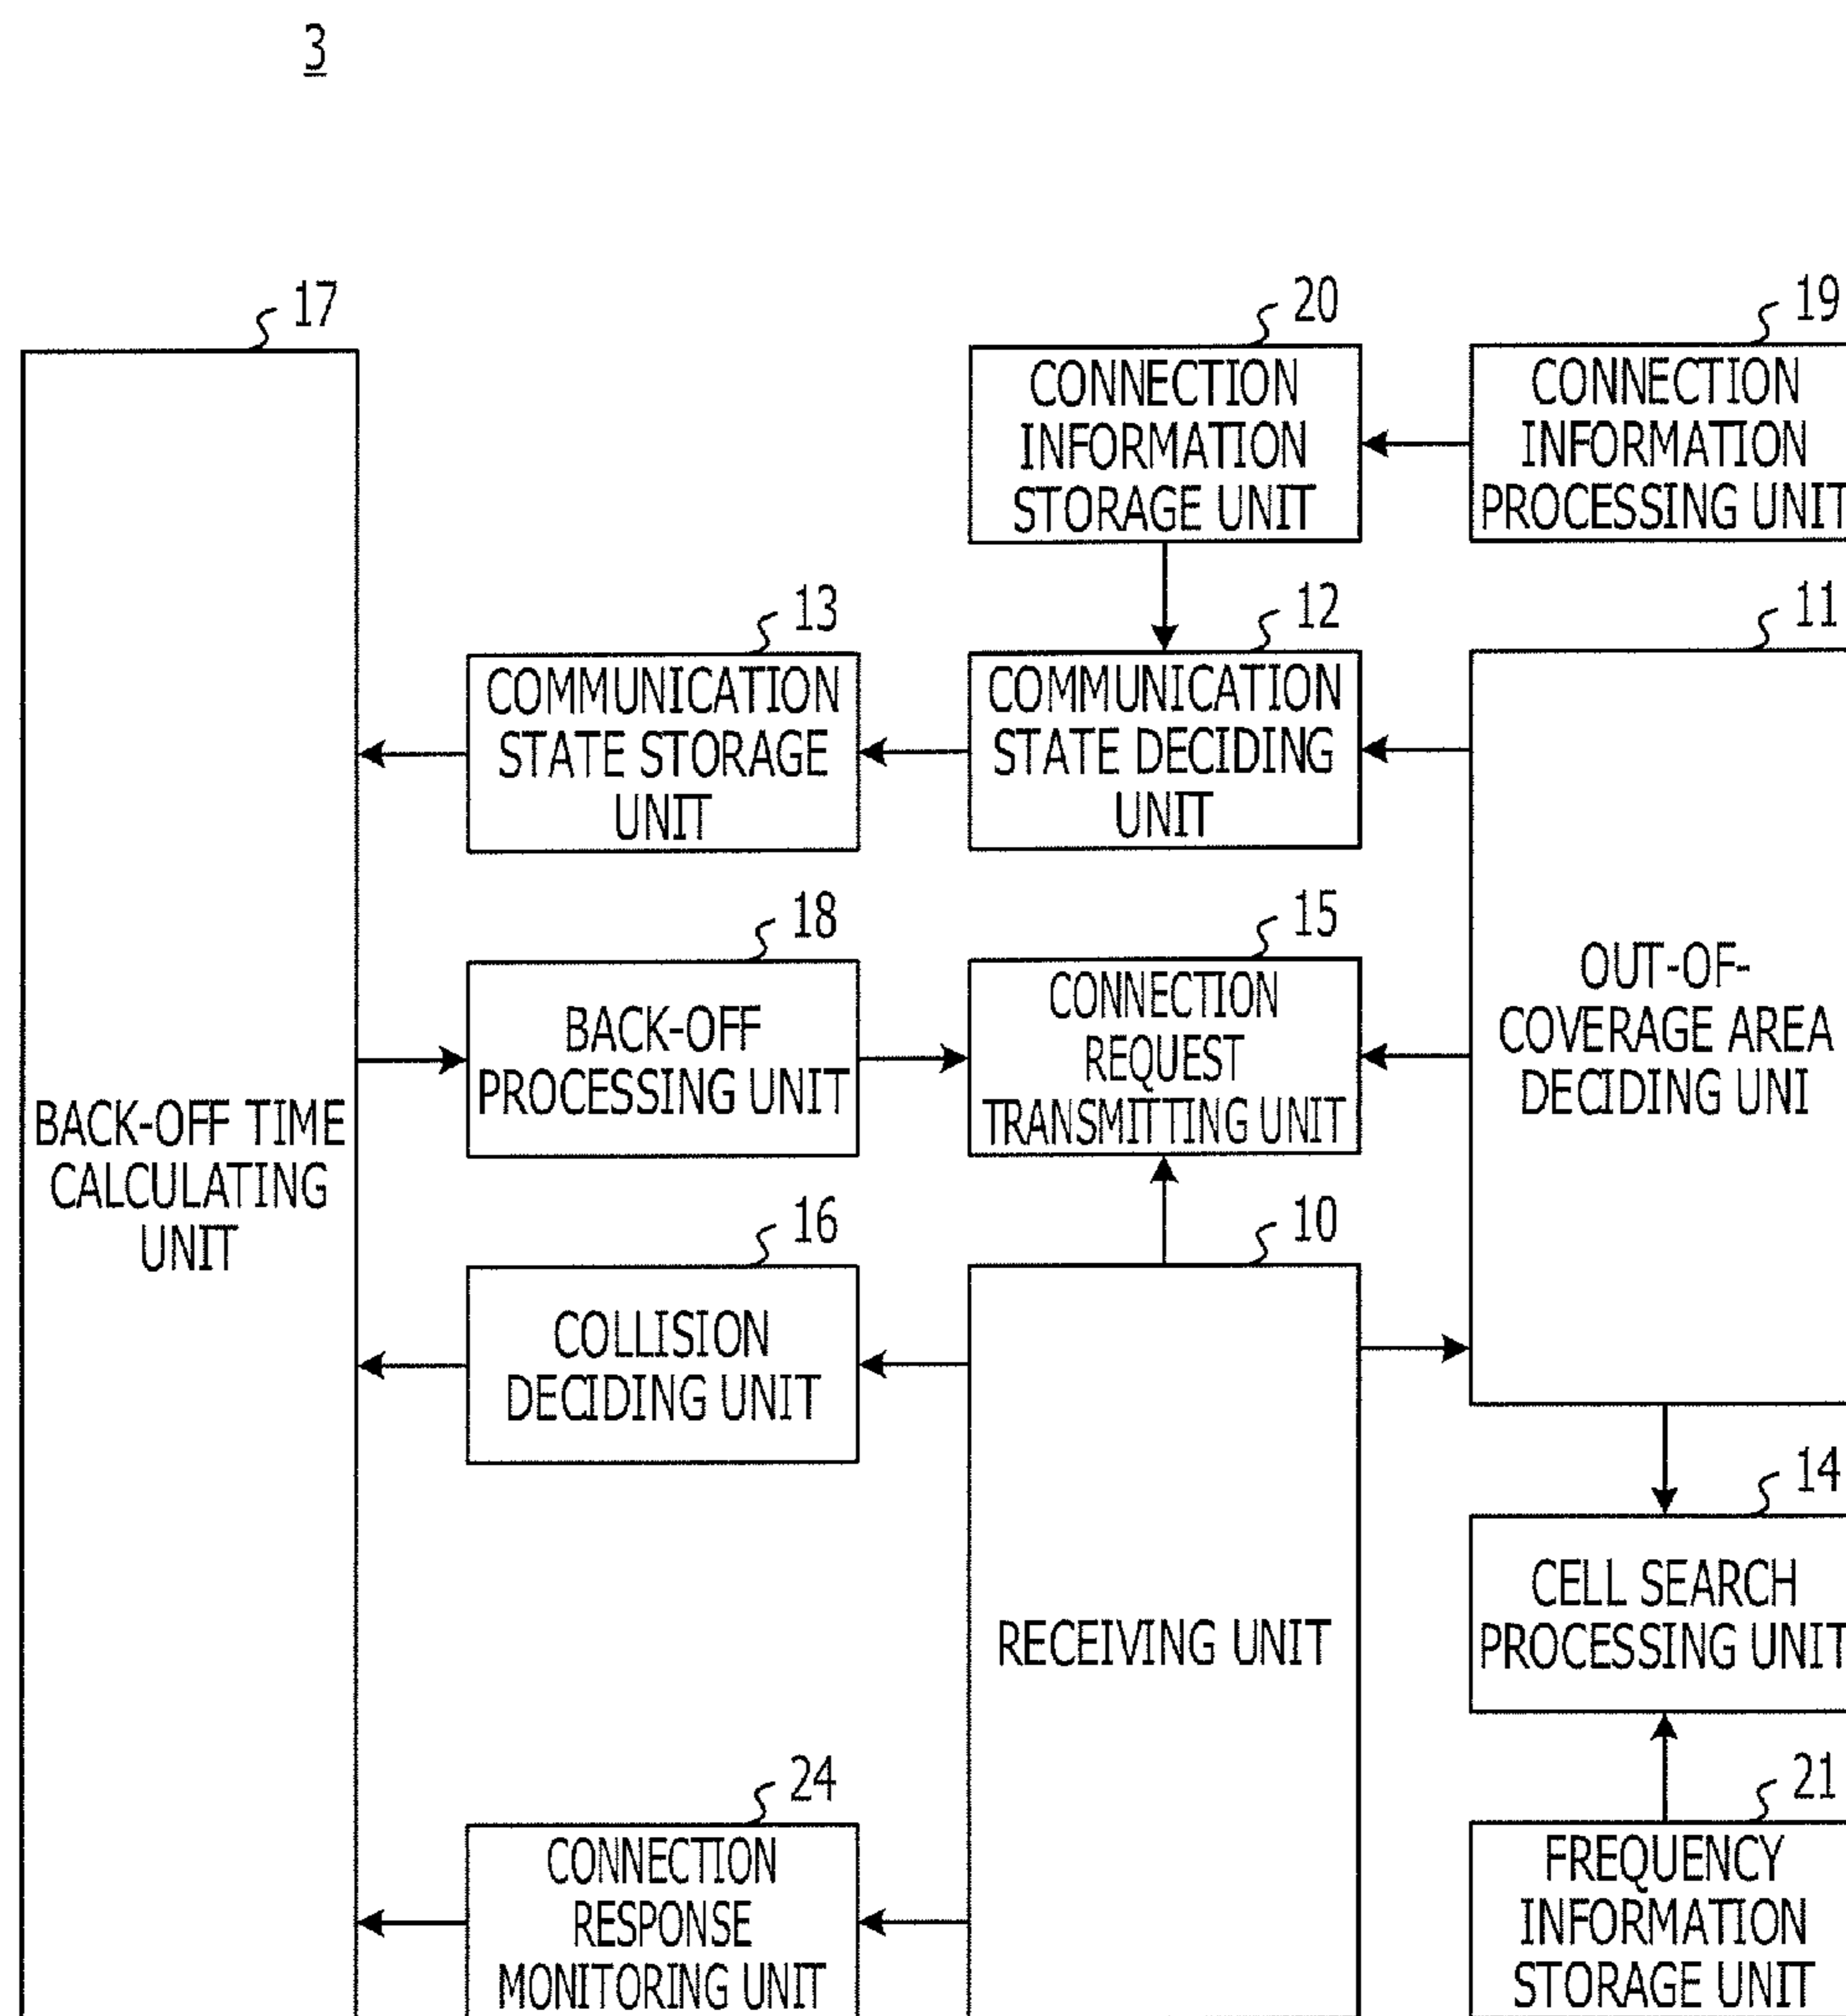 3
17
20
19
CONNECTION
INFORMATION
STORAGE UNIT
CONNECTION
INFORMATION
PROCESSING UNIT
13
12
11
COMMUNICATION
STATE STORAGE
UNIT
COMMUNICATION
STATE DECIDING
UNIT
18
15
OUT-OF-
COVERAGE AREA
DECIDING UNI
BACK-OFF
PROCESSING UNIT
CONNECTION
REQUEST
TRANSMITTING UNIT
BACK-OFF TIME
CALCULATING
UNIT
16
10
COLLISION
DECIDING UNIT
RECEIVING UNIT
14
CELL SEARCH
PROCESSING UNIT
24
21
CONNECTION
RESPONSE
MONITORING UNIT
FREQUENCY
INFORMATION
STORAGE UNIT